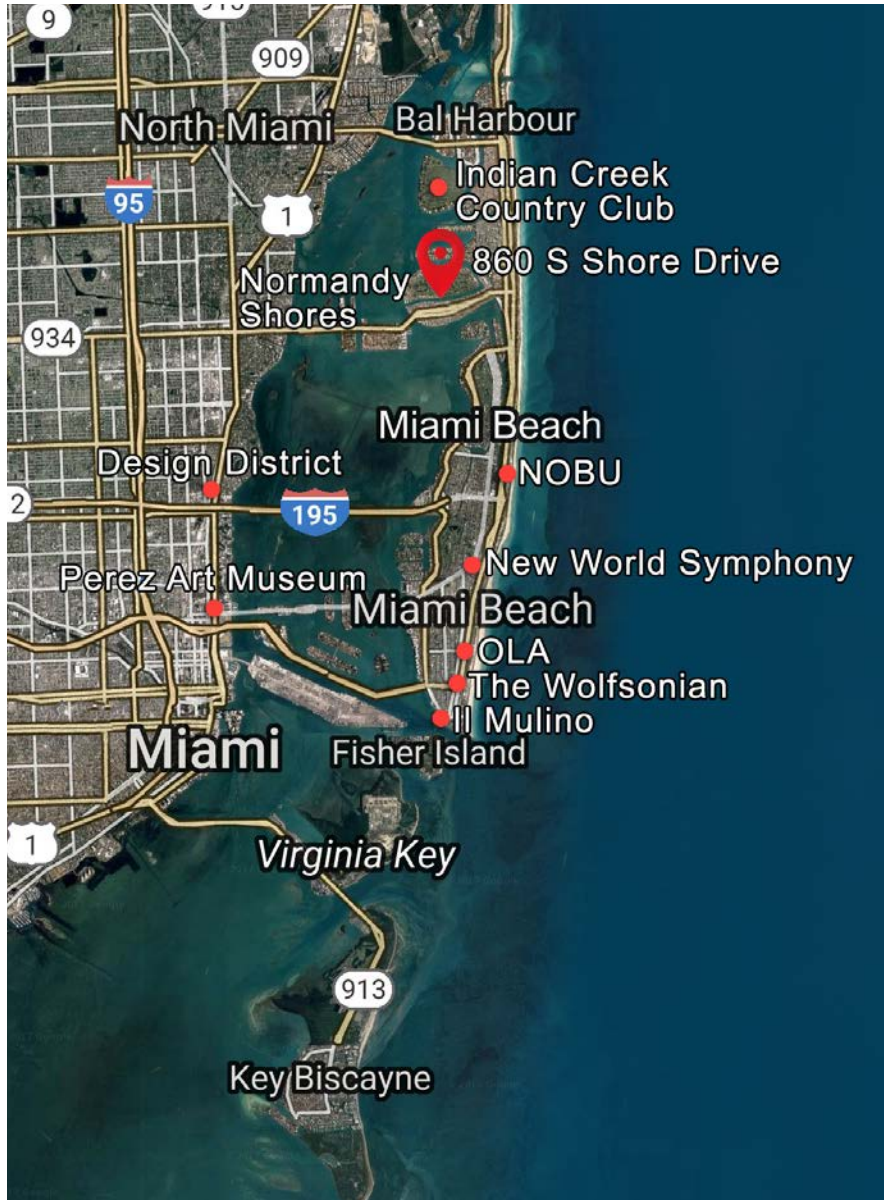 915
9
909
North Miami
Bal Harbour
Indian Creek
Country Club
95
1
860 S Shore Drive
Normandy
Shores
934
Miami Beach
Design District
NOBU
2
195
New World Symphony
Perez Art Museum
Miami Beach
OLA
The Wolfsonian
Il Mulino
Miami
Fisher Island
1
Virginia Key
913
Key Biscayne